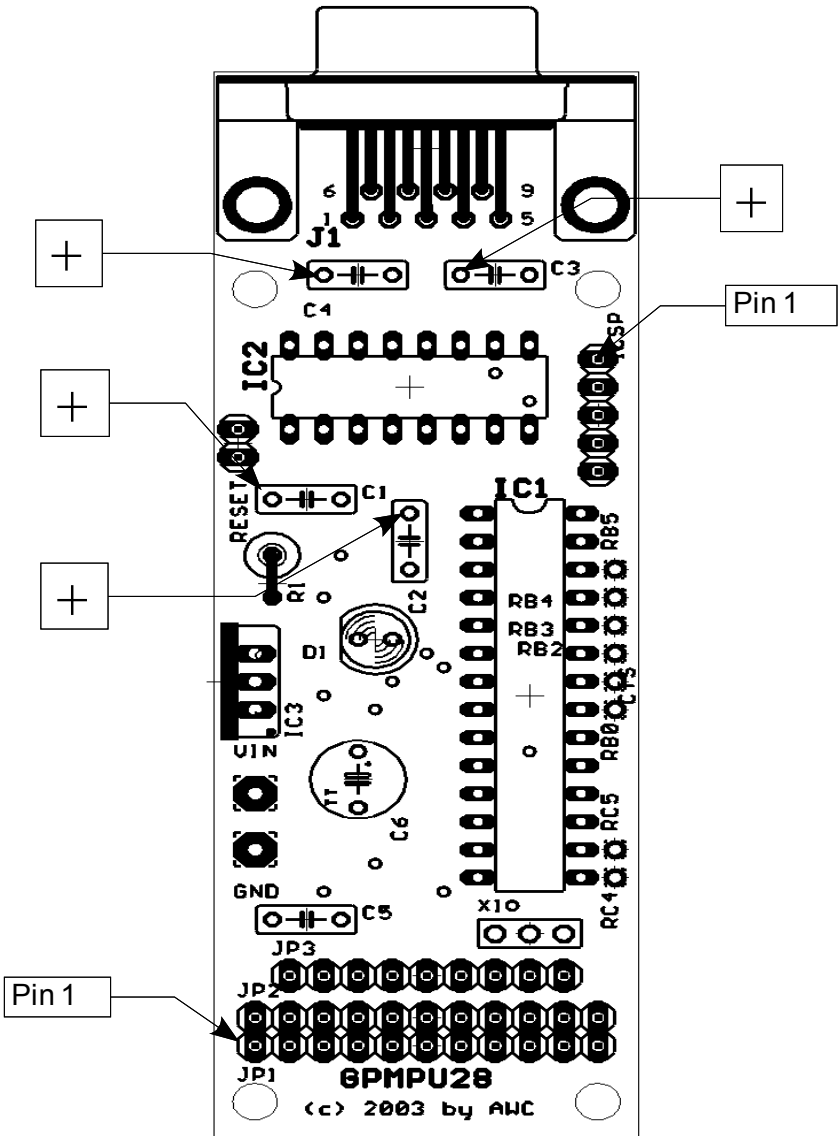 6 9
1 5
J1
+
+
C3
C4
Pin 1
ICSP
IC2
+
C1
IC1
RESET
RB5
+
R1
C2
RB4
RB3
RB2
D1
CTS
IC3
RB0
VIN
TT
+
C6
RC5
GND
C5
X10
RC4
JP3
Pin 1
JP2
JP1
GPMPU28
(c) 2003 by AWC